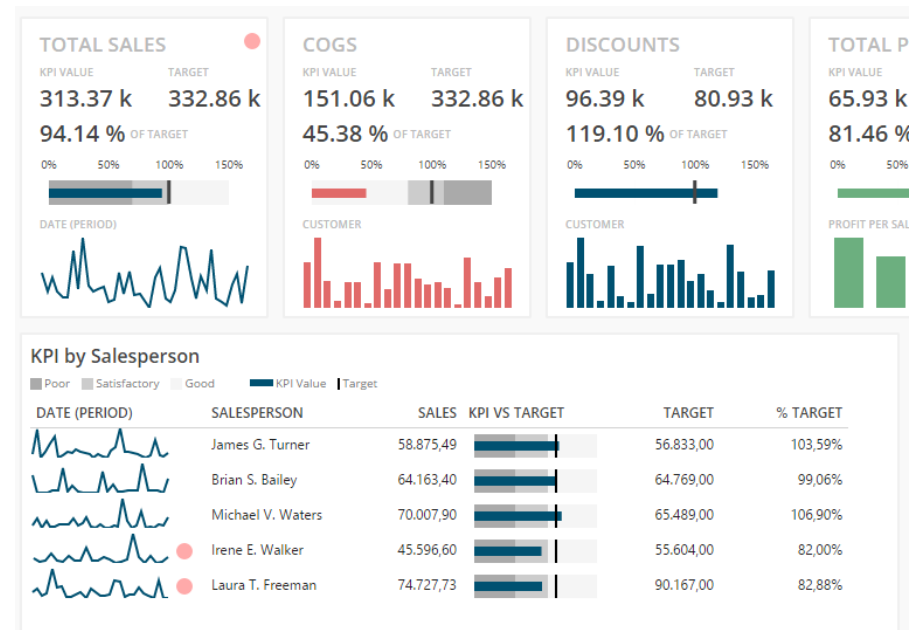 TOTAL SALES
KPI VALUE TARGET
313.37 k 332.86 k
94.14 % OF TARGET
0% 50% 100% 150%
DATE (PERIOD)
COGS
KPI VALUE TARGET
151.06 k 332.86 k
45.38 % OF TARGET
0% 50% 100% 150%
CUSTOMER
DISCOUNTS
KPI VALUE TARGET
96.39 k 80.93 k
119.10 % OF TARGET
0% 50% 100% 150%
CUSTOMER
TOTAL P
KPI VALUE
65.93 k
81.46 %
0% 50%
PROFIT PER SAL
KPI by Salesperson
Poor Satisfactory Good KPI Value Target
DATE (PERIOD) SALESPERSON SALES KPI VS TARGET TARGET % TARGET
James G. Turner 58.875,49 56.833,00 103,59%
Brian S. Bailey 64.163,40 64.769,00 99,06%
Michael V. Waters 70.007,90 65.489,00 106,90%
Irene E. Walker 45.596,60 55.604,00 82,00%
Laura T. Freeman 74.727,73 90.167,00 82,88%